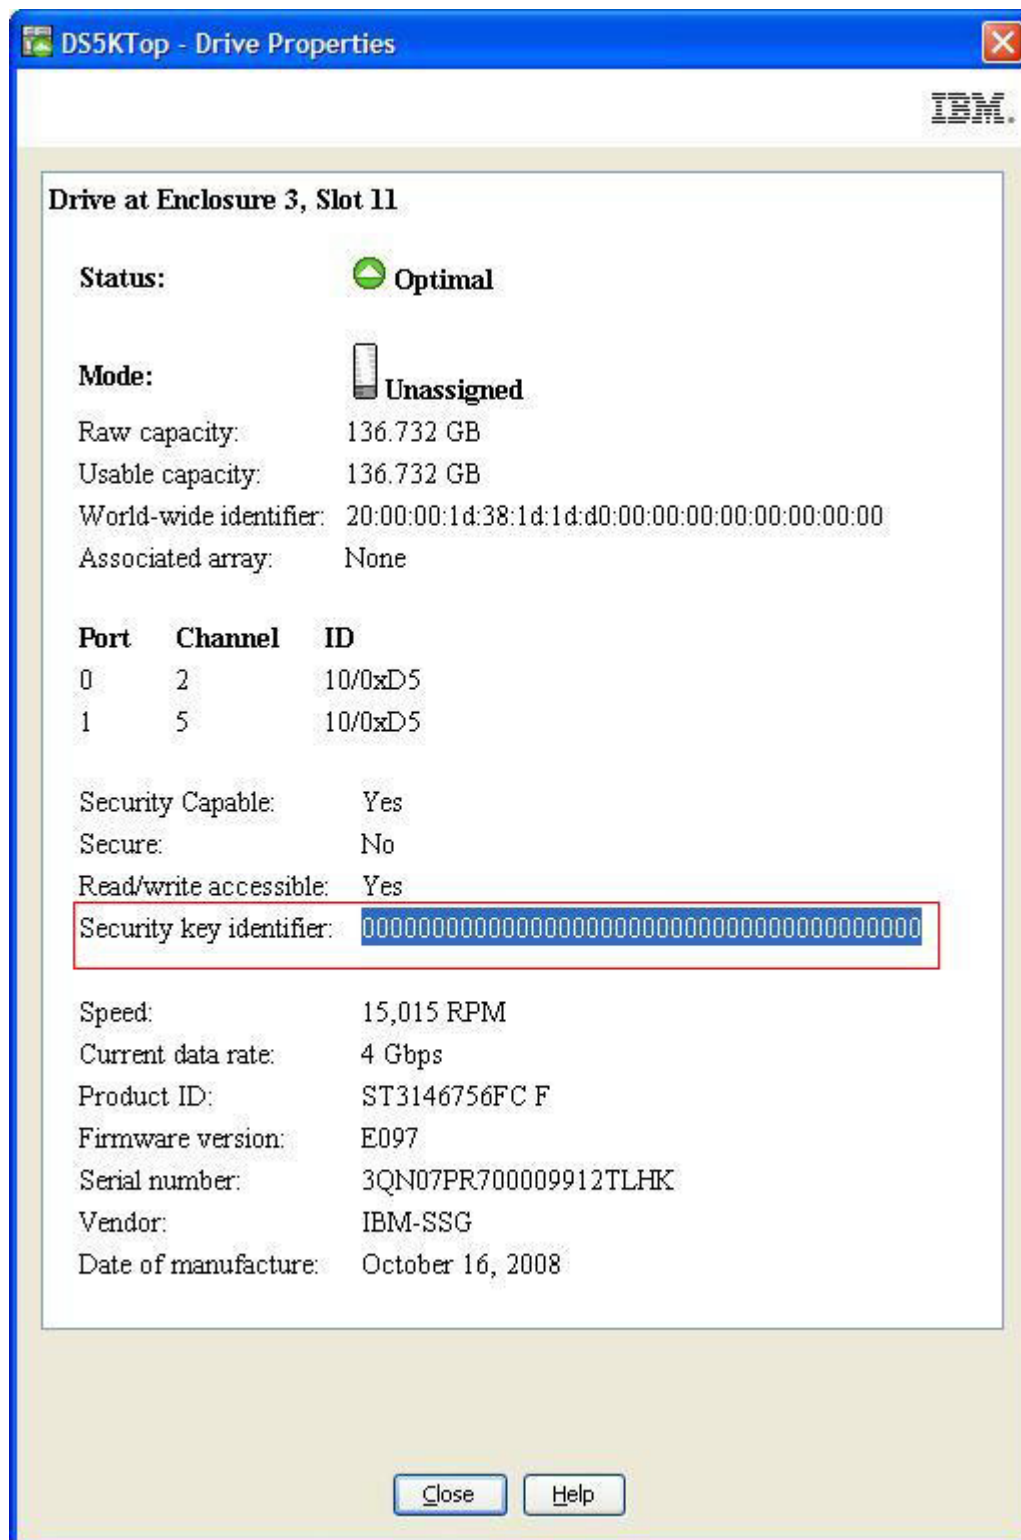 DS5KTop - Drive Properties
IBM.
Drive at Enclosure 3, Slot 11
Status: Optimal
Mode: Unassigned
Raw capacity: 136.732 GB
Usable capacity: 136.732 GB
World-wide identifier: 20:00:00:1d:38:1d:1d:d0:00:00:00:00:00:00:00:00
Associated array: None
Port Channel ID
0 2 10/0xD5
1 5 10/0xD5
Security Capable: Yes
Secure: No
Read/write accessible: Yes
Security key identifier: 0000000000000000000000000000000000000000
Speed: 15,015 RPM
Current data rate: 4 Gbps
Product ID: ST3146756FC F
Firmware version: E097
Serial number: 3QN07PR700009912TLHK
Vendor: IBM-SSG
Date of manufacture: October 16, 2008
Close Help